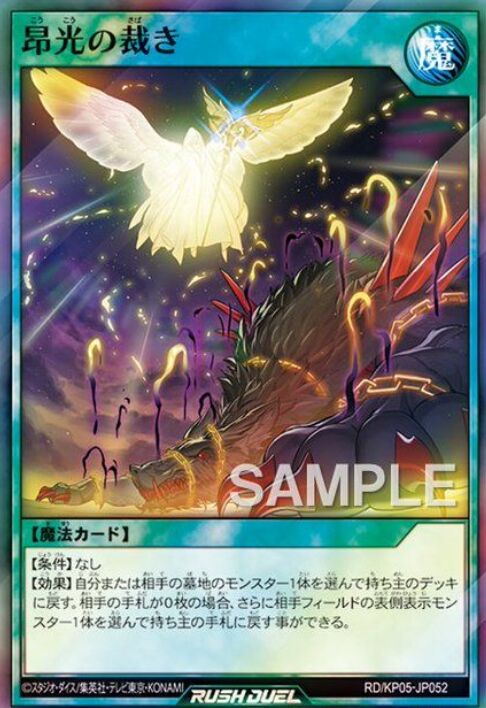 昂光の裁き
魔
SAMPLE
【魔法カード】
【条件】なし
【効果】自分または相手の墓地のモンスター1体を選んで持ち主のデッキ
に戻す。相手の手札が0枚の場合、さらに相手フィールドの表側表示モン
スター1体を選んで持ち主の手札に戻す事ができる。
©スタジオ・ダイス/集英社・テレビ東京・KONAMI
RUSH DUEL
RD/KP05-JP052